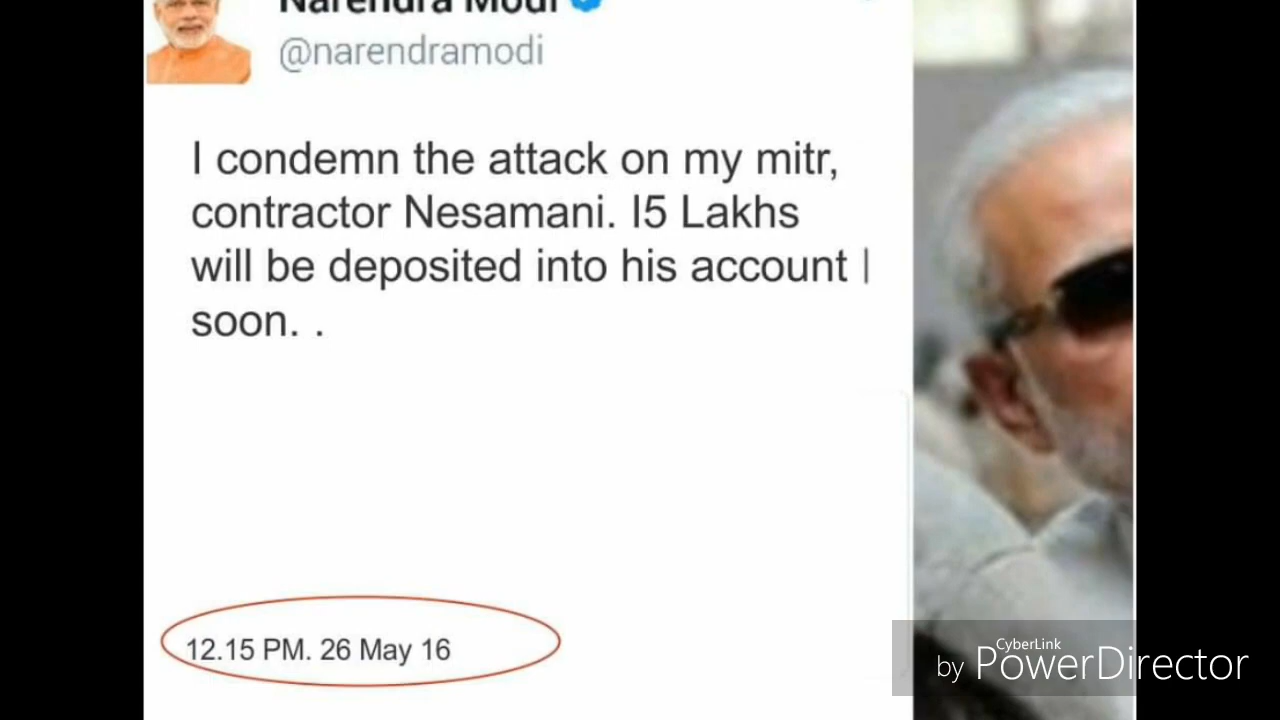 Narendra Modi
@narendramodi
I condemn the attack on my mitr,
contractor Nesamani. I5 Lakhs
will be deposited into his account |
soon. .
12.15 PM. 26 May 16
CyberLink
by PowerDirector